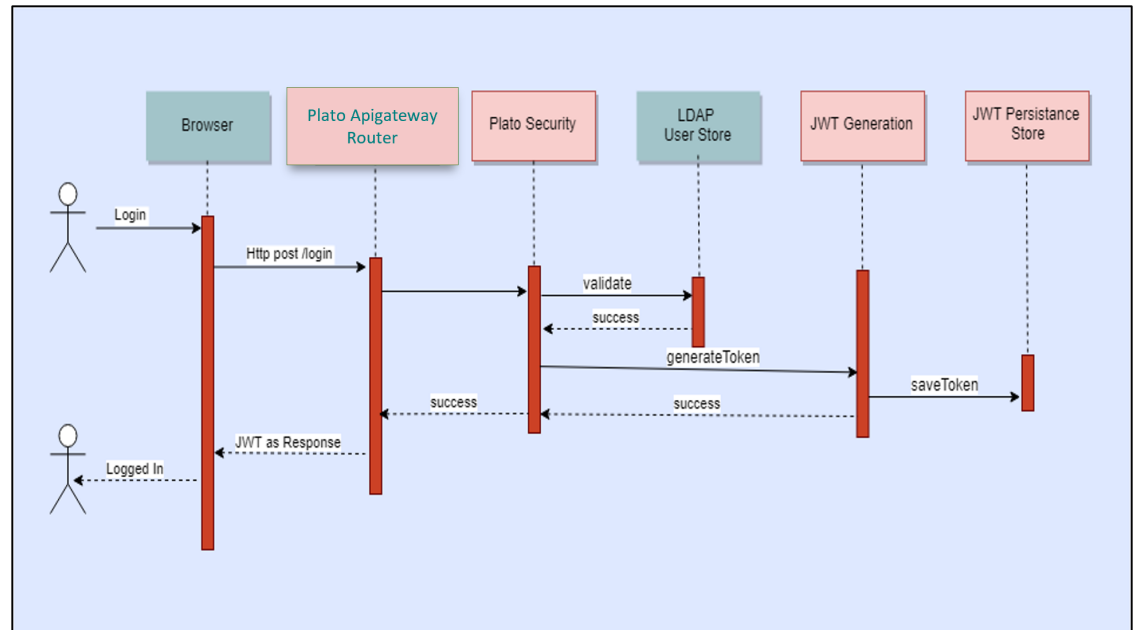 Browser
Plato Apigateway
Router
Plato Security
LDAP
User Store
JWT Generation
JWT Persistance
Store
Login
Http post /login
validate
success
generateToken
saveToken
success
success
JWT as Response
Logged In